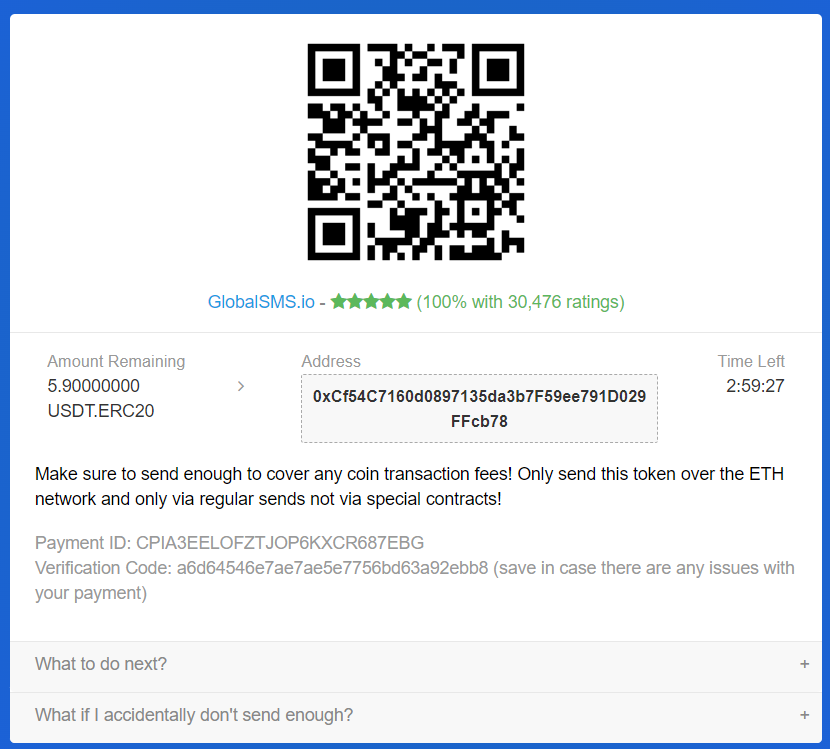 GlobalSMS.io - ★★★★★ (100% with 30,476 ratings)
Amount Remaining
5.90000000
USDT.ERC20
Address
0xCf54C7160d0897135da3b7F59ee791D029
FFcb78
Time Left
2:59:27
Make sure to send enough to cover any coin transaction fees! Only send this token over the ETH
network and only via regular sends not via special contracts!
Payment ID: CPIA3EELOFZTJOP6KXCR687EBG
Verification Code: a6d64546e7ae7ae5e7756bd63a92ebb8 (save in case there are any issues with
your payment)
What to do next?
What if I accidentally don't send enough?